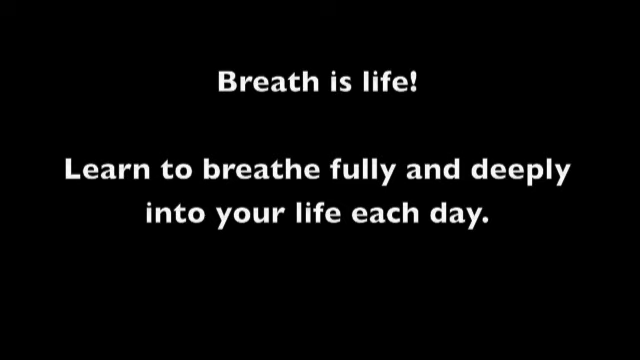 Breath is life!
Learn to breathe fully and deeply
into your life each day.